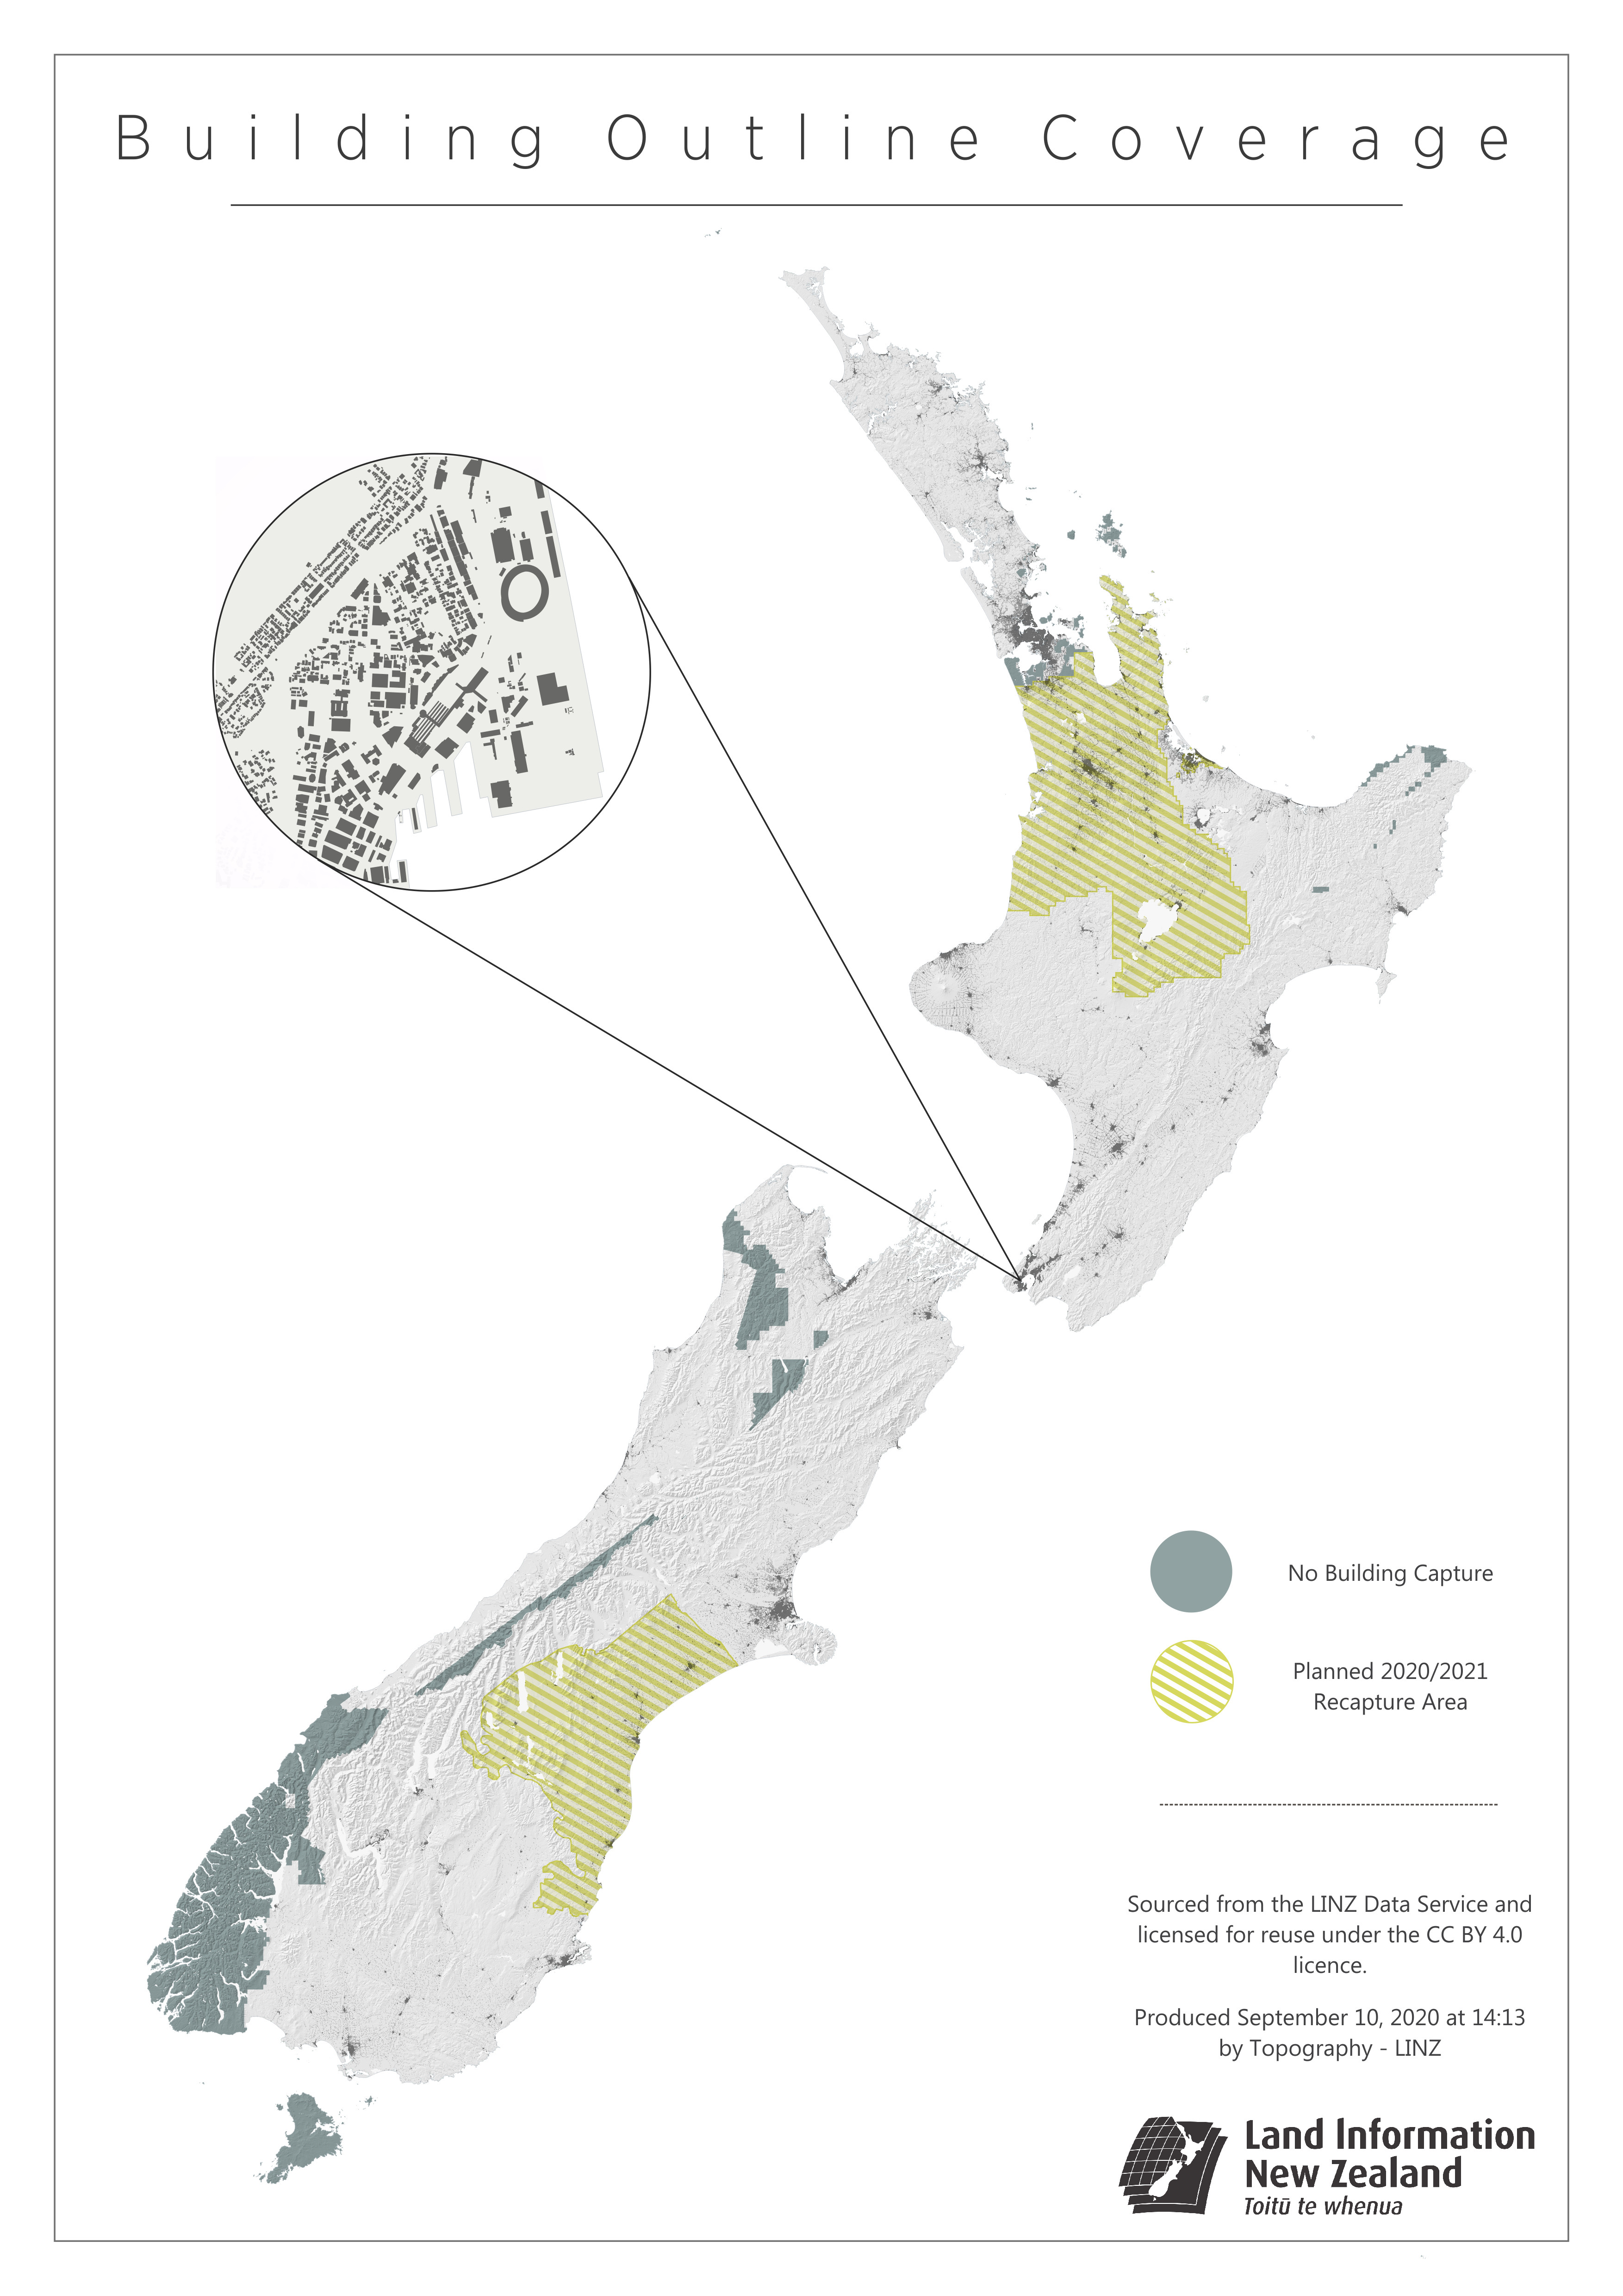 Building Outline Coverage
No Building Capture
Planned 2020/2021
Recapture Area
Sourced from the LINZ Data Service and
licensed for reuse under the CC BY 4.0
licence.
Produced September 10, 2020 at 14:13
by Topography - LINZ
Land Information
New Zealand
Toitū te whenua